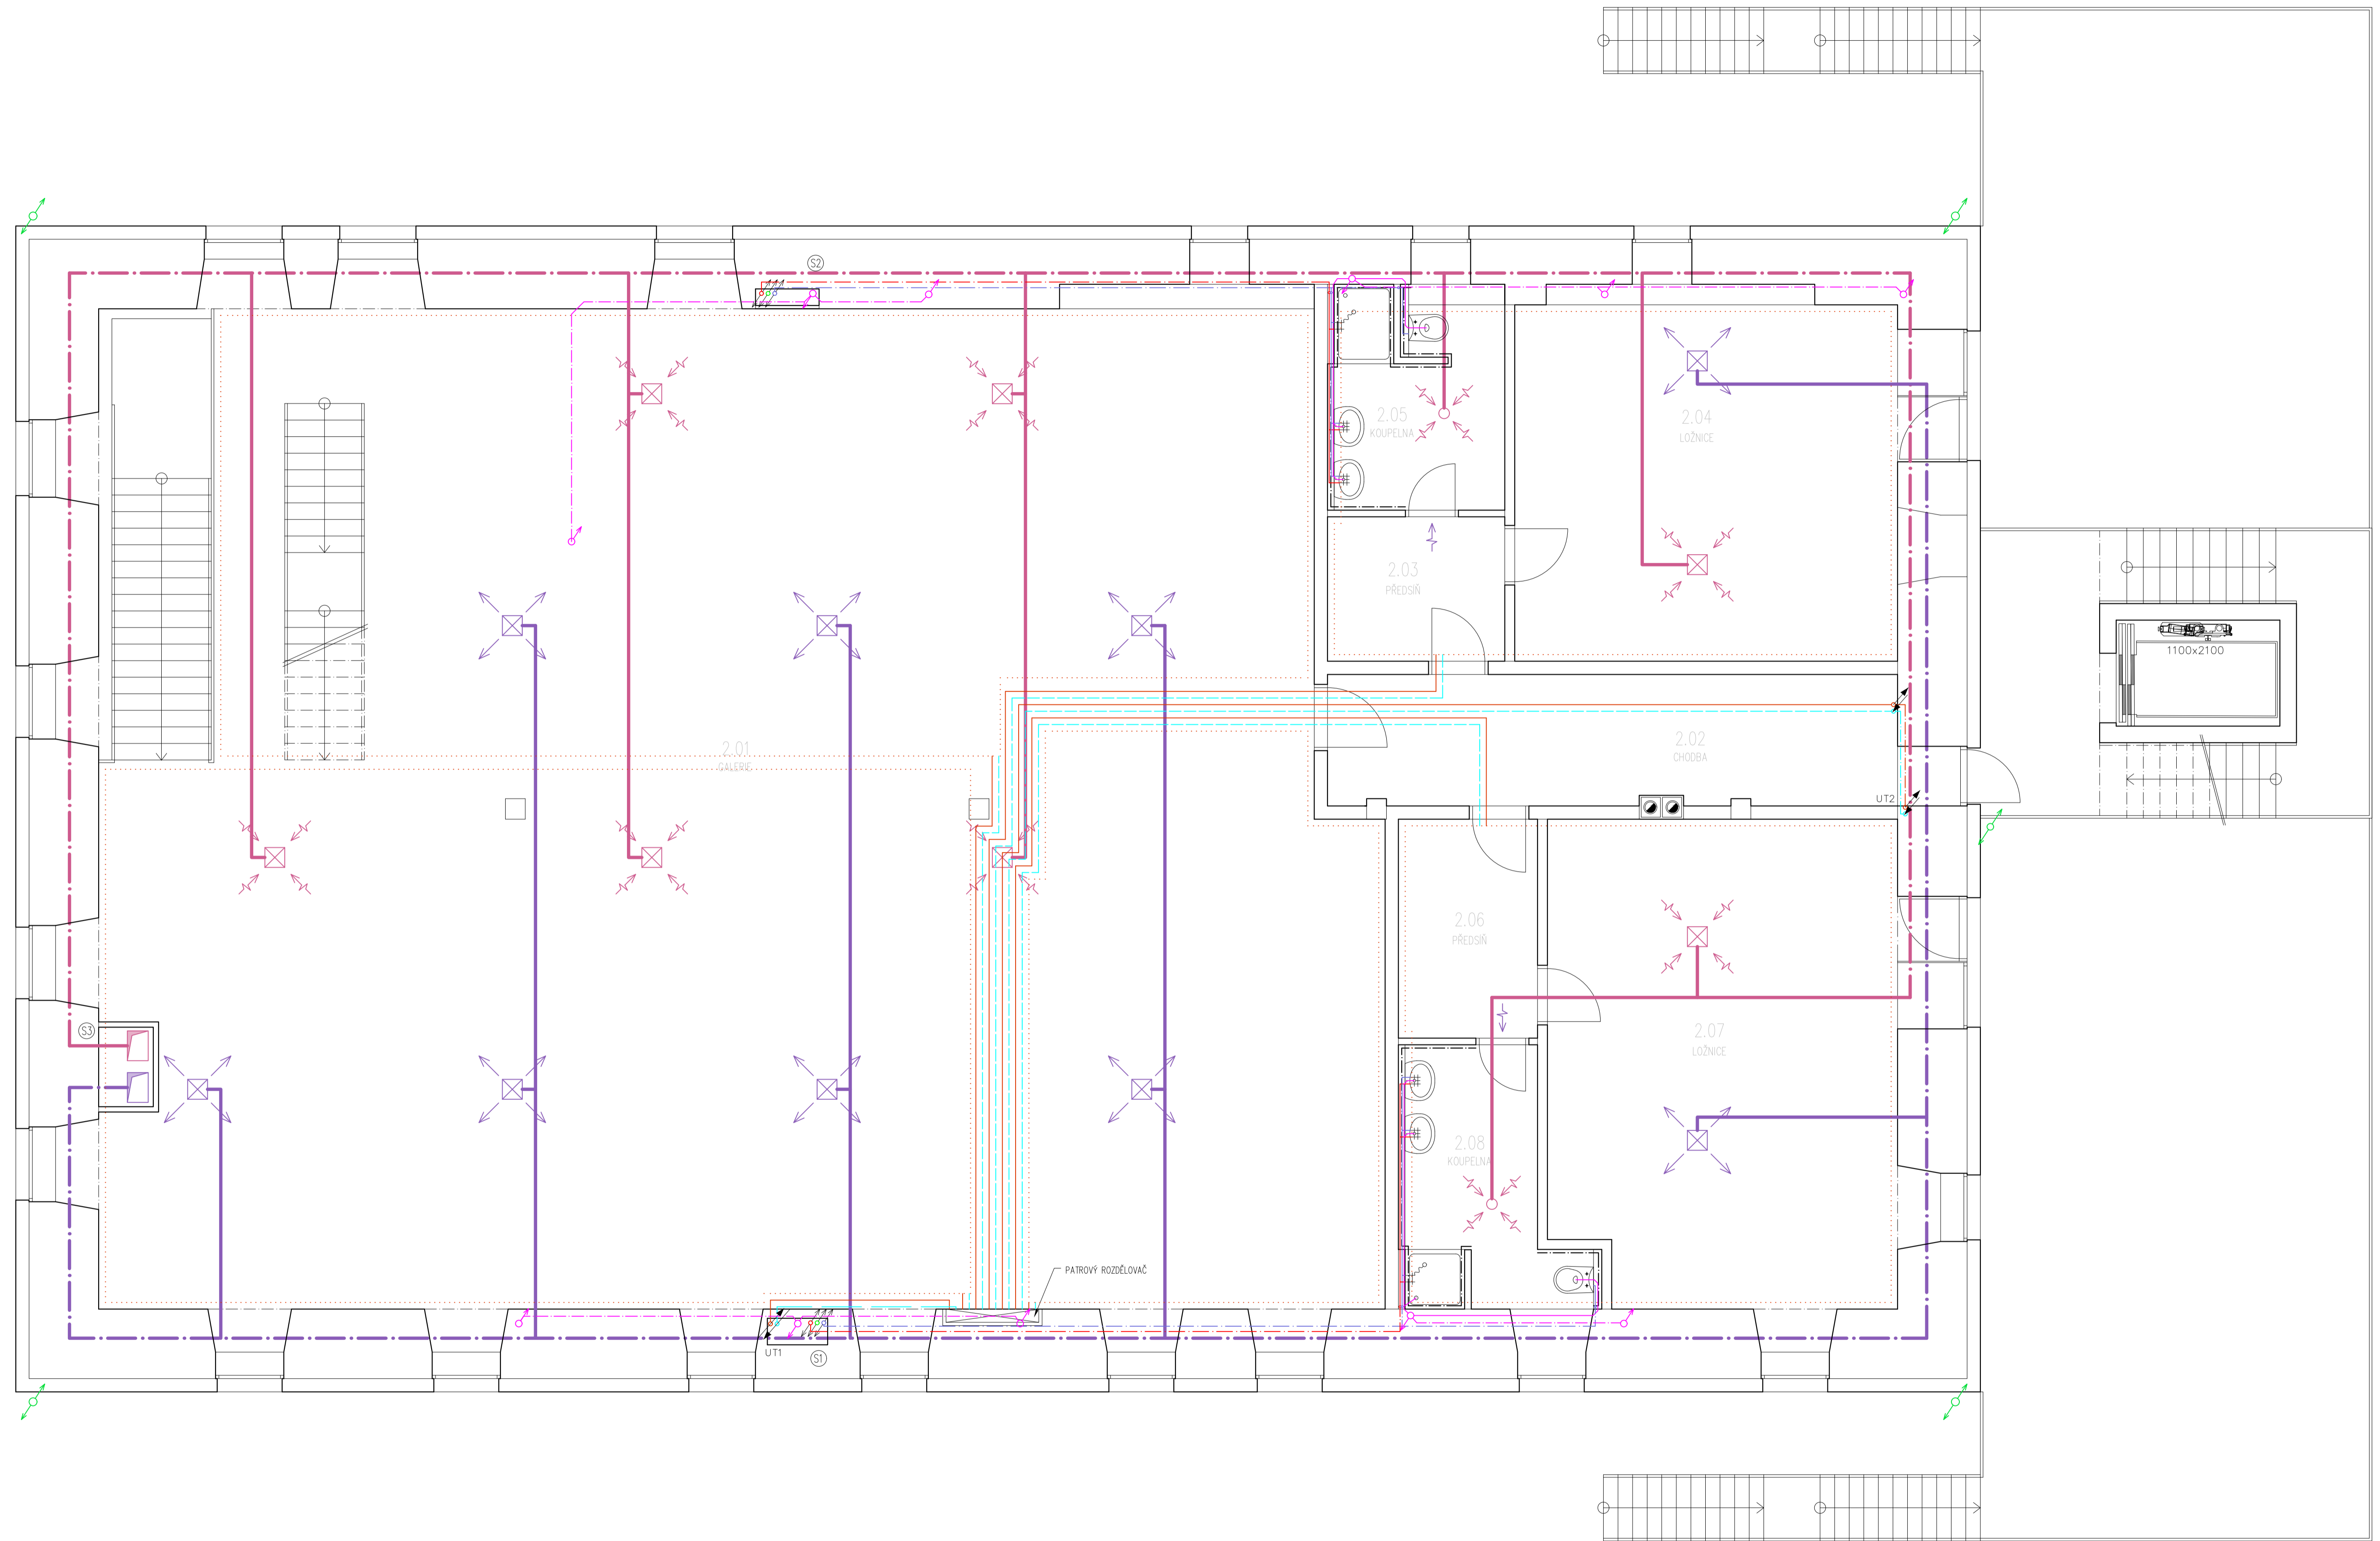 S2
2.05
KOUPELNA
2.04
LOŽNICE
2.03
PŘEDSÍŇ
1100x2100
2.01
GALERIE
2.02
CHODBA
UT2
2.06
PŘEDSÍŇ
S3
2.07
LOŽNICE
2.08
KOUPELNA
PATROVÝ ROZDĚLOVAČ
UT1
S1